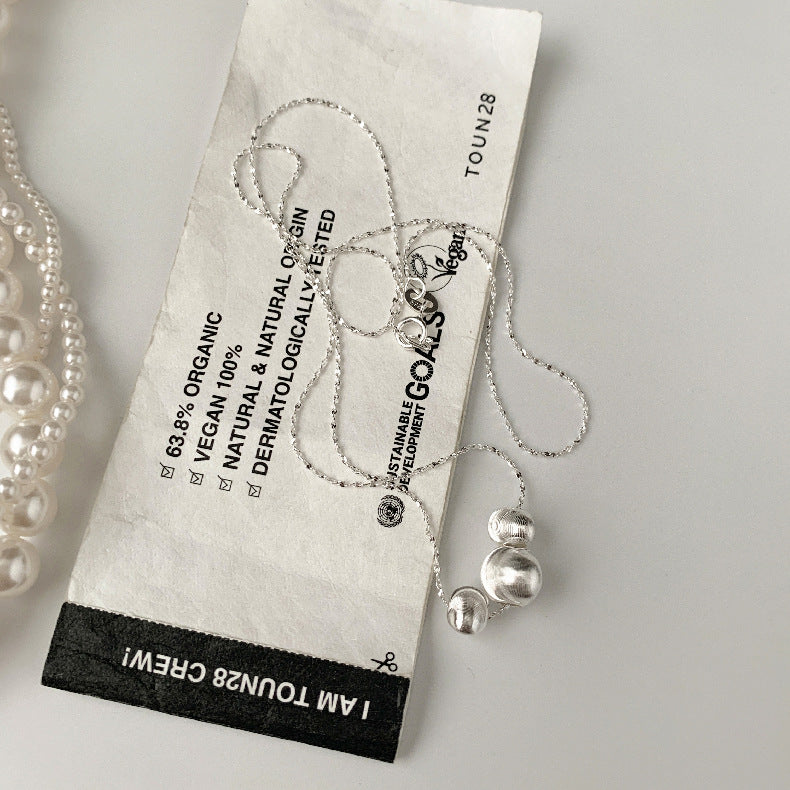 TOUN28
63.8% ORGANIC
VEGAN 100%
NATURAL & NATURAL ORIGIN
DERMATOLOGICALLY TESTED
Vegan
SUSTAINABLE
DEVELOPMENT
GOALS
I AM TOUN28 CREW!